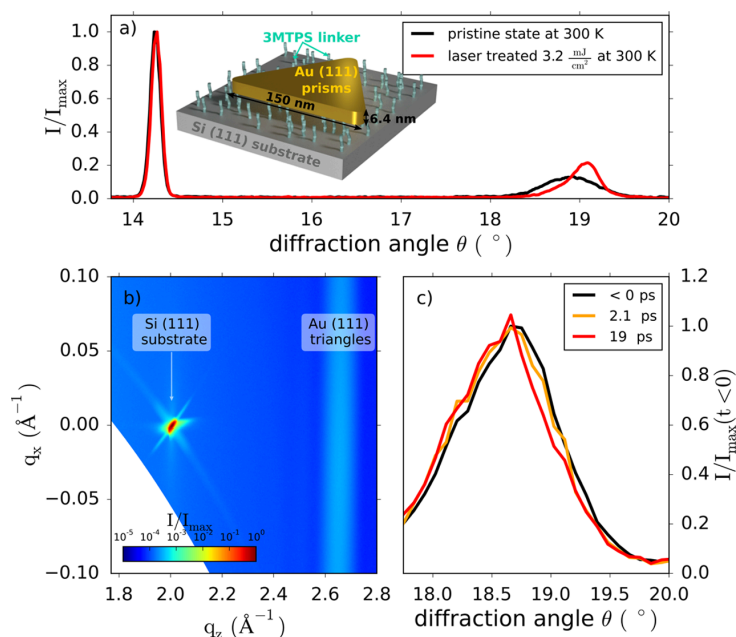 a)
3MTPS linker
Au (111)
prisms
150 nm
6.4 nm
Si (111) substrate
pristine state at 300 K
laser treated 3.2 mJ/cm² at 300 K
I/Imax
1.0
0.8
0.6
0.4
0.2
0.0
14 15 16 17 18 19 20
diffraction angle θ (°)
b)
Si (111)
substrate
Au (111)
triangles
qx (Å⁻¹)
0.10
0.05
0.00
−0.05
−0.10
I/Imax
10⁻⁵ 10⁻⁴ 10⁻³ 10⁻² 10⁻¹ 10⁰
1.8 2.0 2.2 2.4 2.6 2.8
qz (Å⁻¹)
c)
< 0 ps
2.1 ps
19 ps
1.2
1.0
0.8
0.6
0.4
0.2
0.0
I/Imax(t <0)
18.0 18.5 19.0 19.5 20.0
diffraction angle θ (°)